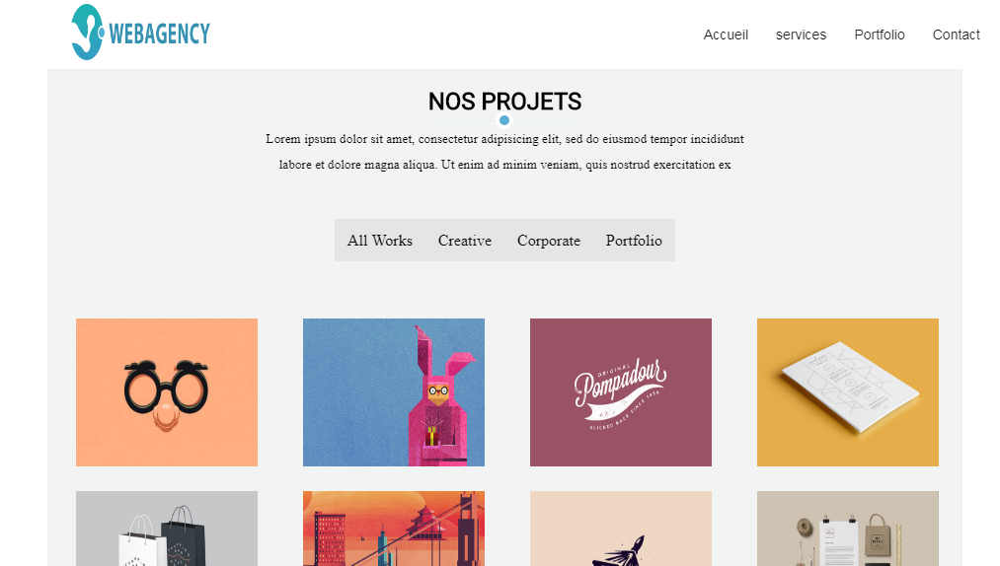 WEBAGENCY
Accueil services Portfolio Contact
NOS PROJETS
Lorem ipsum dolor sit amet, consectetur adipisicing elit, sed do eiusmod tempor incididunt
labore et dolore magna aliqua. Ut enim ad minim veniam, quis nostrud exercitation ex
All Works Creative Corporate Portfolio
ORIGINAL
Pompadour
SLICKED BACK SINCE